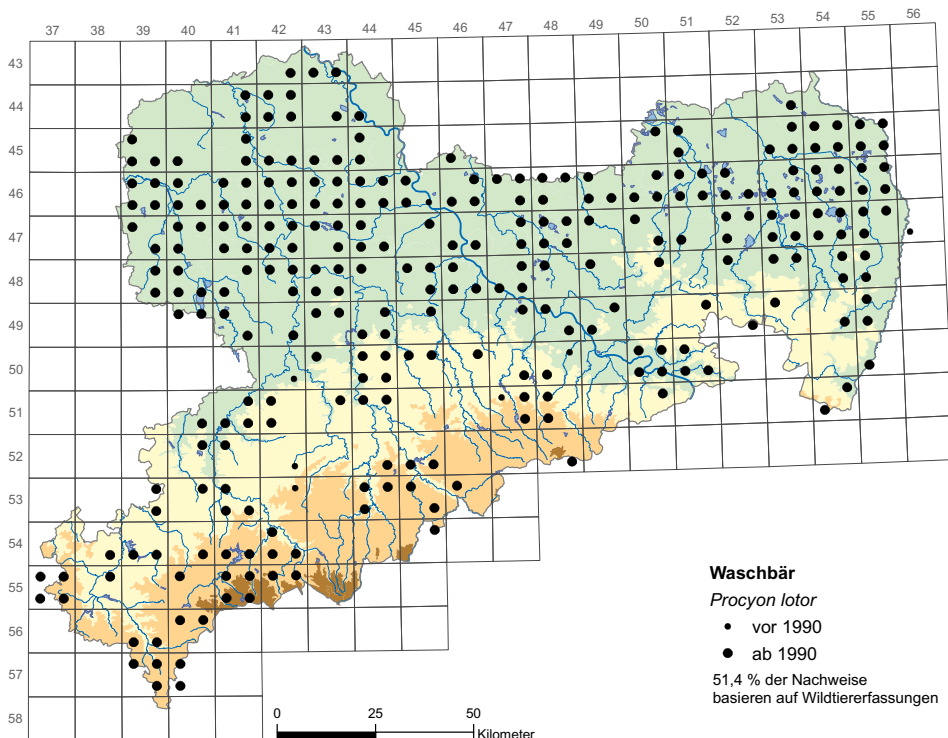 37 38 39 40 41 42 43 44 45 46 47 48 49 50 51 52 53 54 55 56
43
44
45
46
47
48
49
50
51
52
53
54
55
56
57
58
Waschbär
Procyon lotor
vor 1990
ab 1990
51,4 % der Nachweise
basieren auf Wildtiererfassungen
0 25 50
Kilometer